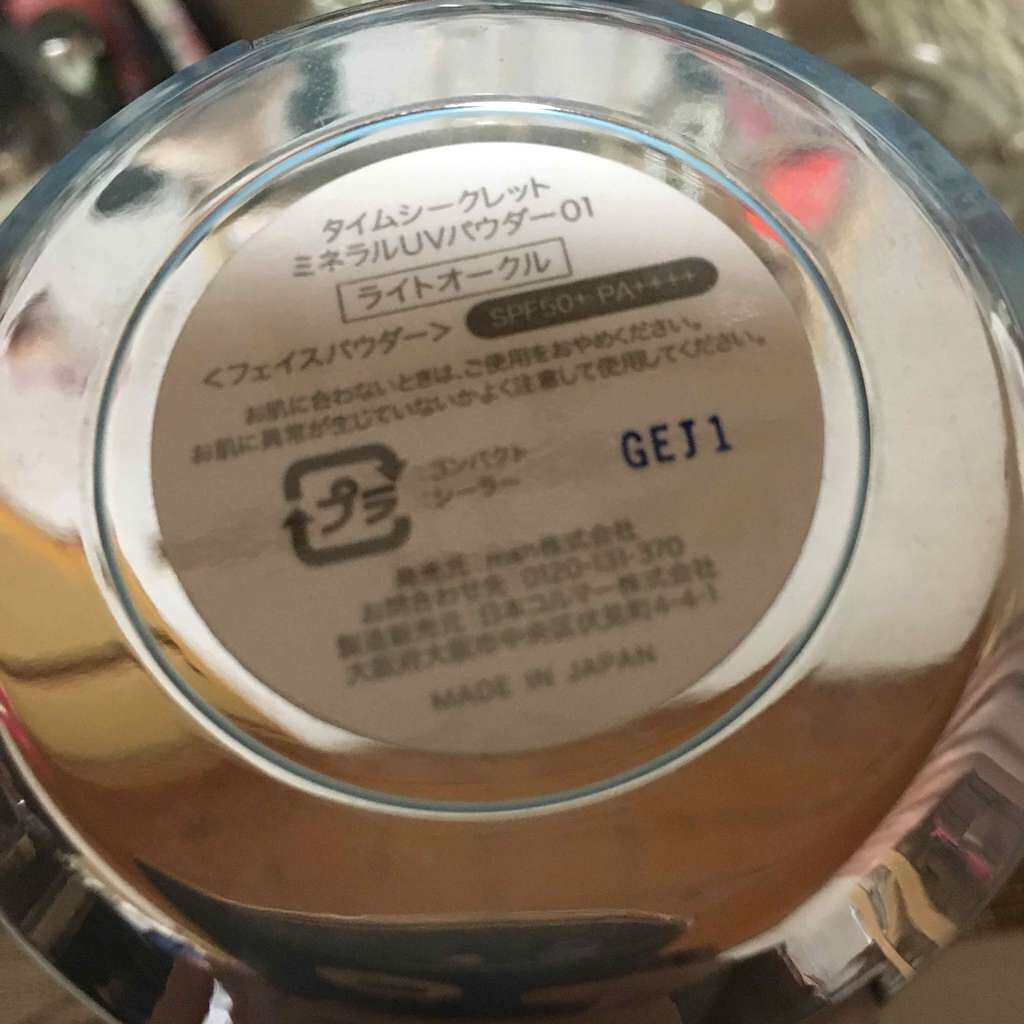 タイムシークレット
ミネラルUVパウダー01
ライトオークル
<フェイスパウダー> SPF50+ PA++++
お肌に合わないときは、ご使用をおやめください。
お肌に異常が生じていないかよく注意して使用してください。
プラ
:コンパクト
:シーラー
GEJ1
発売元 msh株式会社
お問合わせ先 0120-131-370
製造販売元 日本コルマー株式会社
大阪府大阪市中央区伏見町4-4-1
MADE IN JAPAN